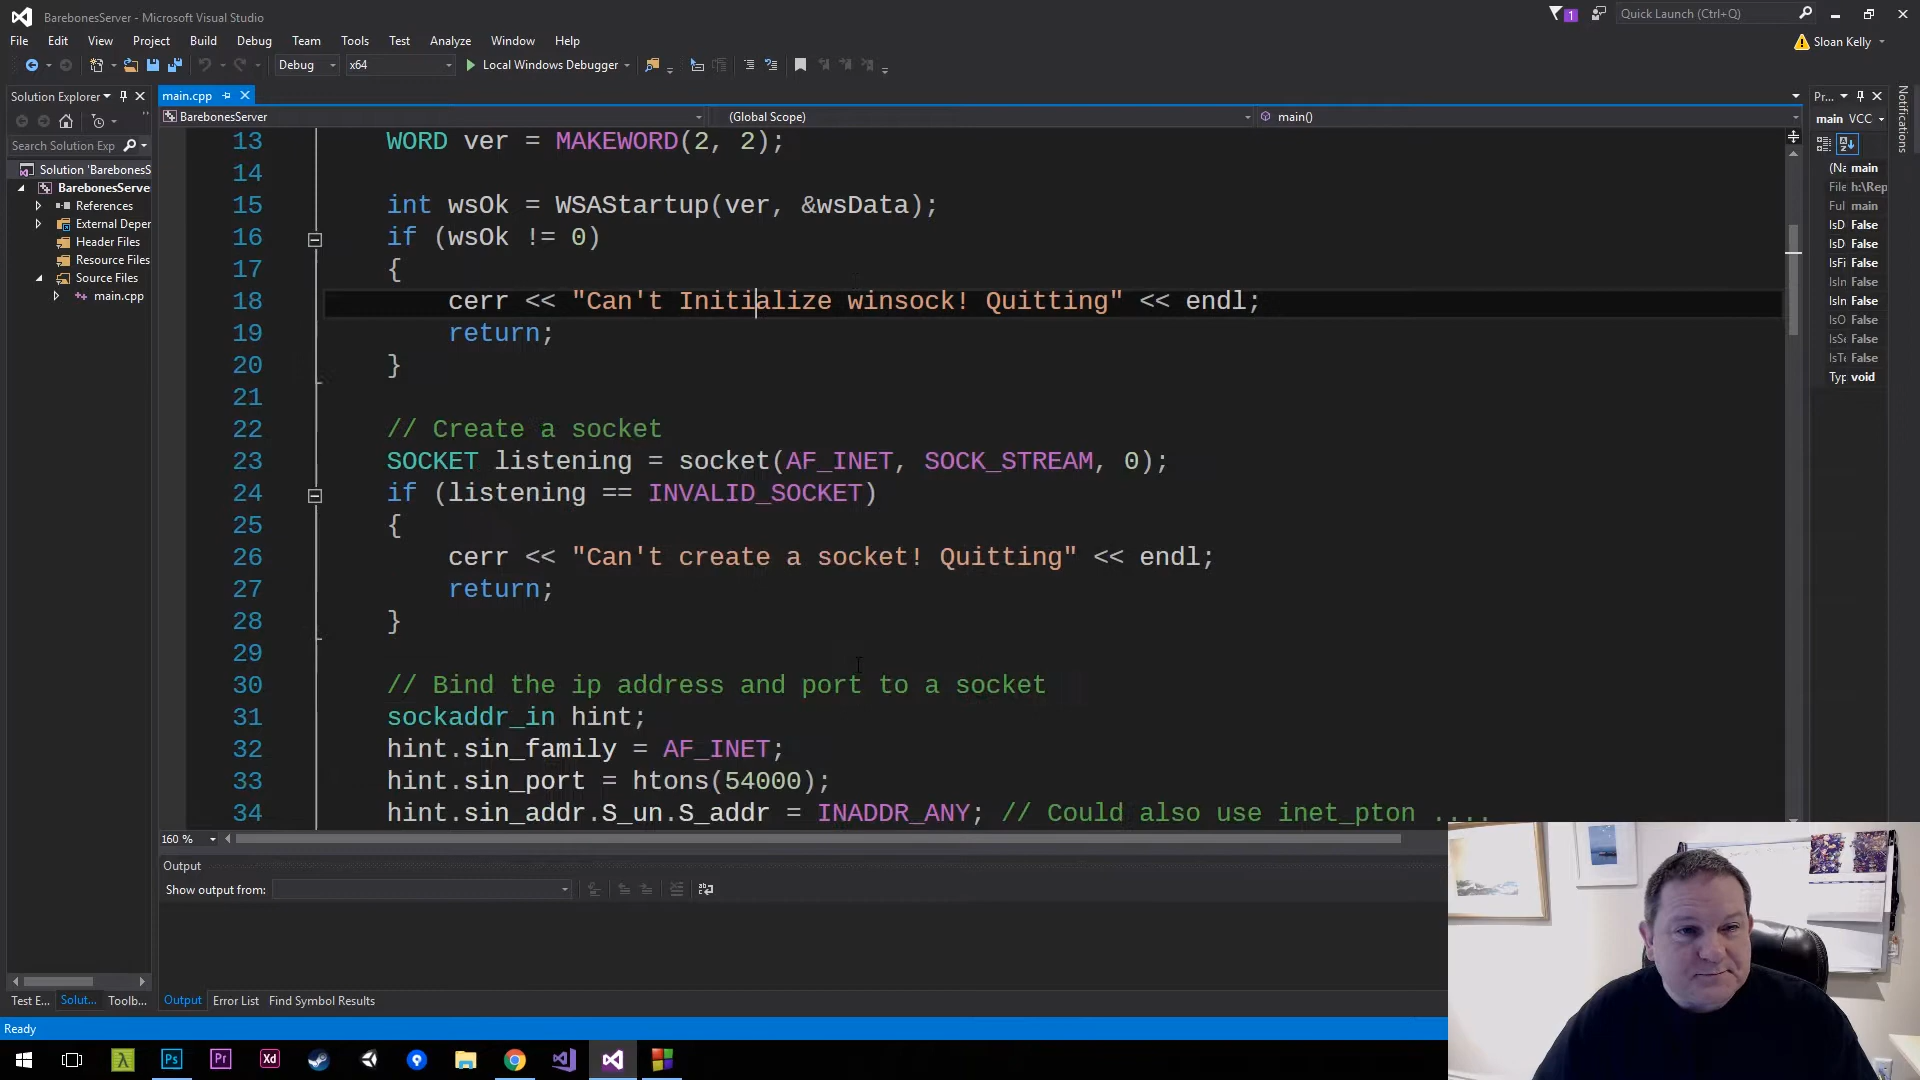 BarebonesServer - Microsoft Visual Studio
1
Quick Launch (Ctrl+Q)
File Edit View Project Build Debug Team Tools Test Analyze Window Help
Sloan Kelly
Debug x64 Local Windows Debugger
Solution Explorer
main.cpp
Pr...
Notifications
BarebonesServer (Global Scope) main()
main VCC
Search Solution Exp
Solution 'BarebonesS
BarebonesServer
References
External Deper
Header Files
Resource Files
Source Files
main.cpp
13 WORD ver = MAKEWORD(2, 2);
14
15 int wsOk = WSAStartup(ver, &wsData);
16 if (wsOk != 0)
17 {
18 cerr << "Can't Initialize winsock! Quitting" << endl;
19 return;
20 }
21
22 // Create a socket
23 SOCKET listening = socket(AF_INET, SOCK_STREAM, 0);
24 if (listening == INVALID_SOCKET)
25 {
26 cerr << "Can't create a socket! Quitting" << endl;
27 return;
28 }
29
30 // Bind the ip address and port to a socket
31 sockaddr_in hint;
32 hint.sin_family = AF_INET;
33 hint.sin_port = htons(54000);
34 hint.sin_addr.S_un.S_addr = INADDR_ANY; // Could also use inet_pton ....
(Na main
File h:\Rep
Ful main
IsD False
IsD False
IsFi False
IsIn False
IsIn False
IsO False
IsSe False
IsTe False
Typ void
160 %
Output
Show output from:
Test E... Solut... Toolb...
Output Error List Find Symbol Results
Ready
Ps Pr Xd